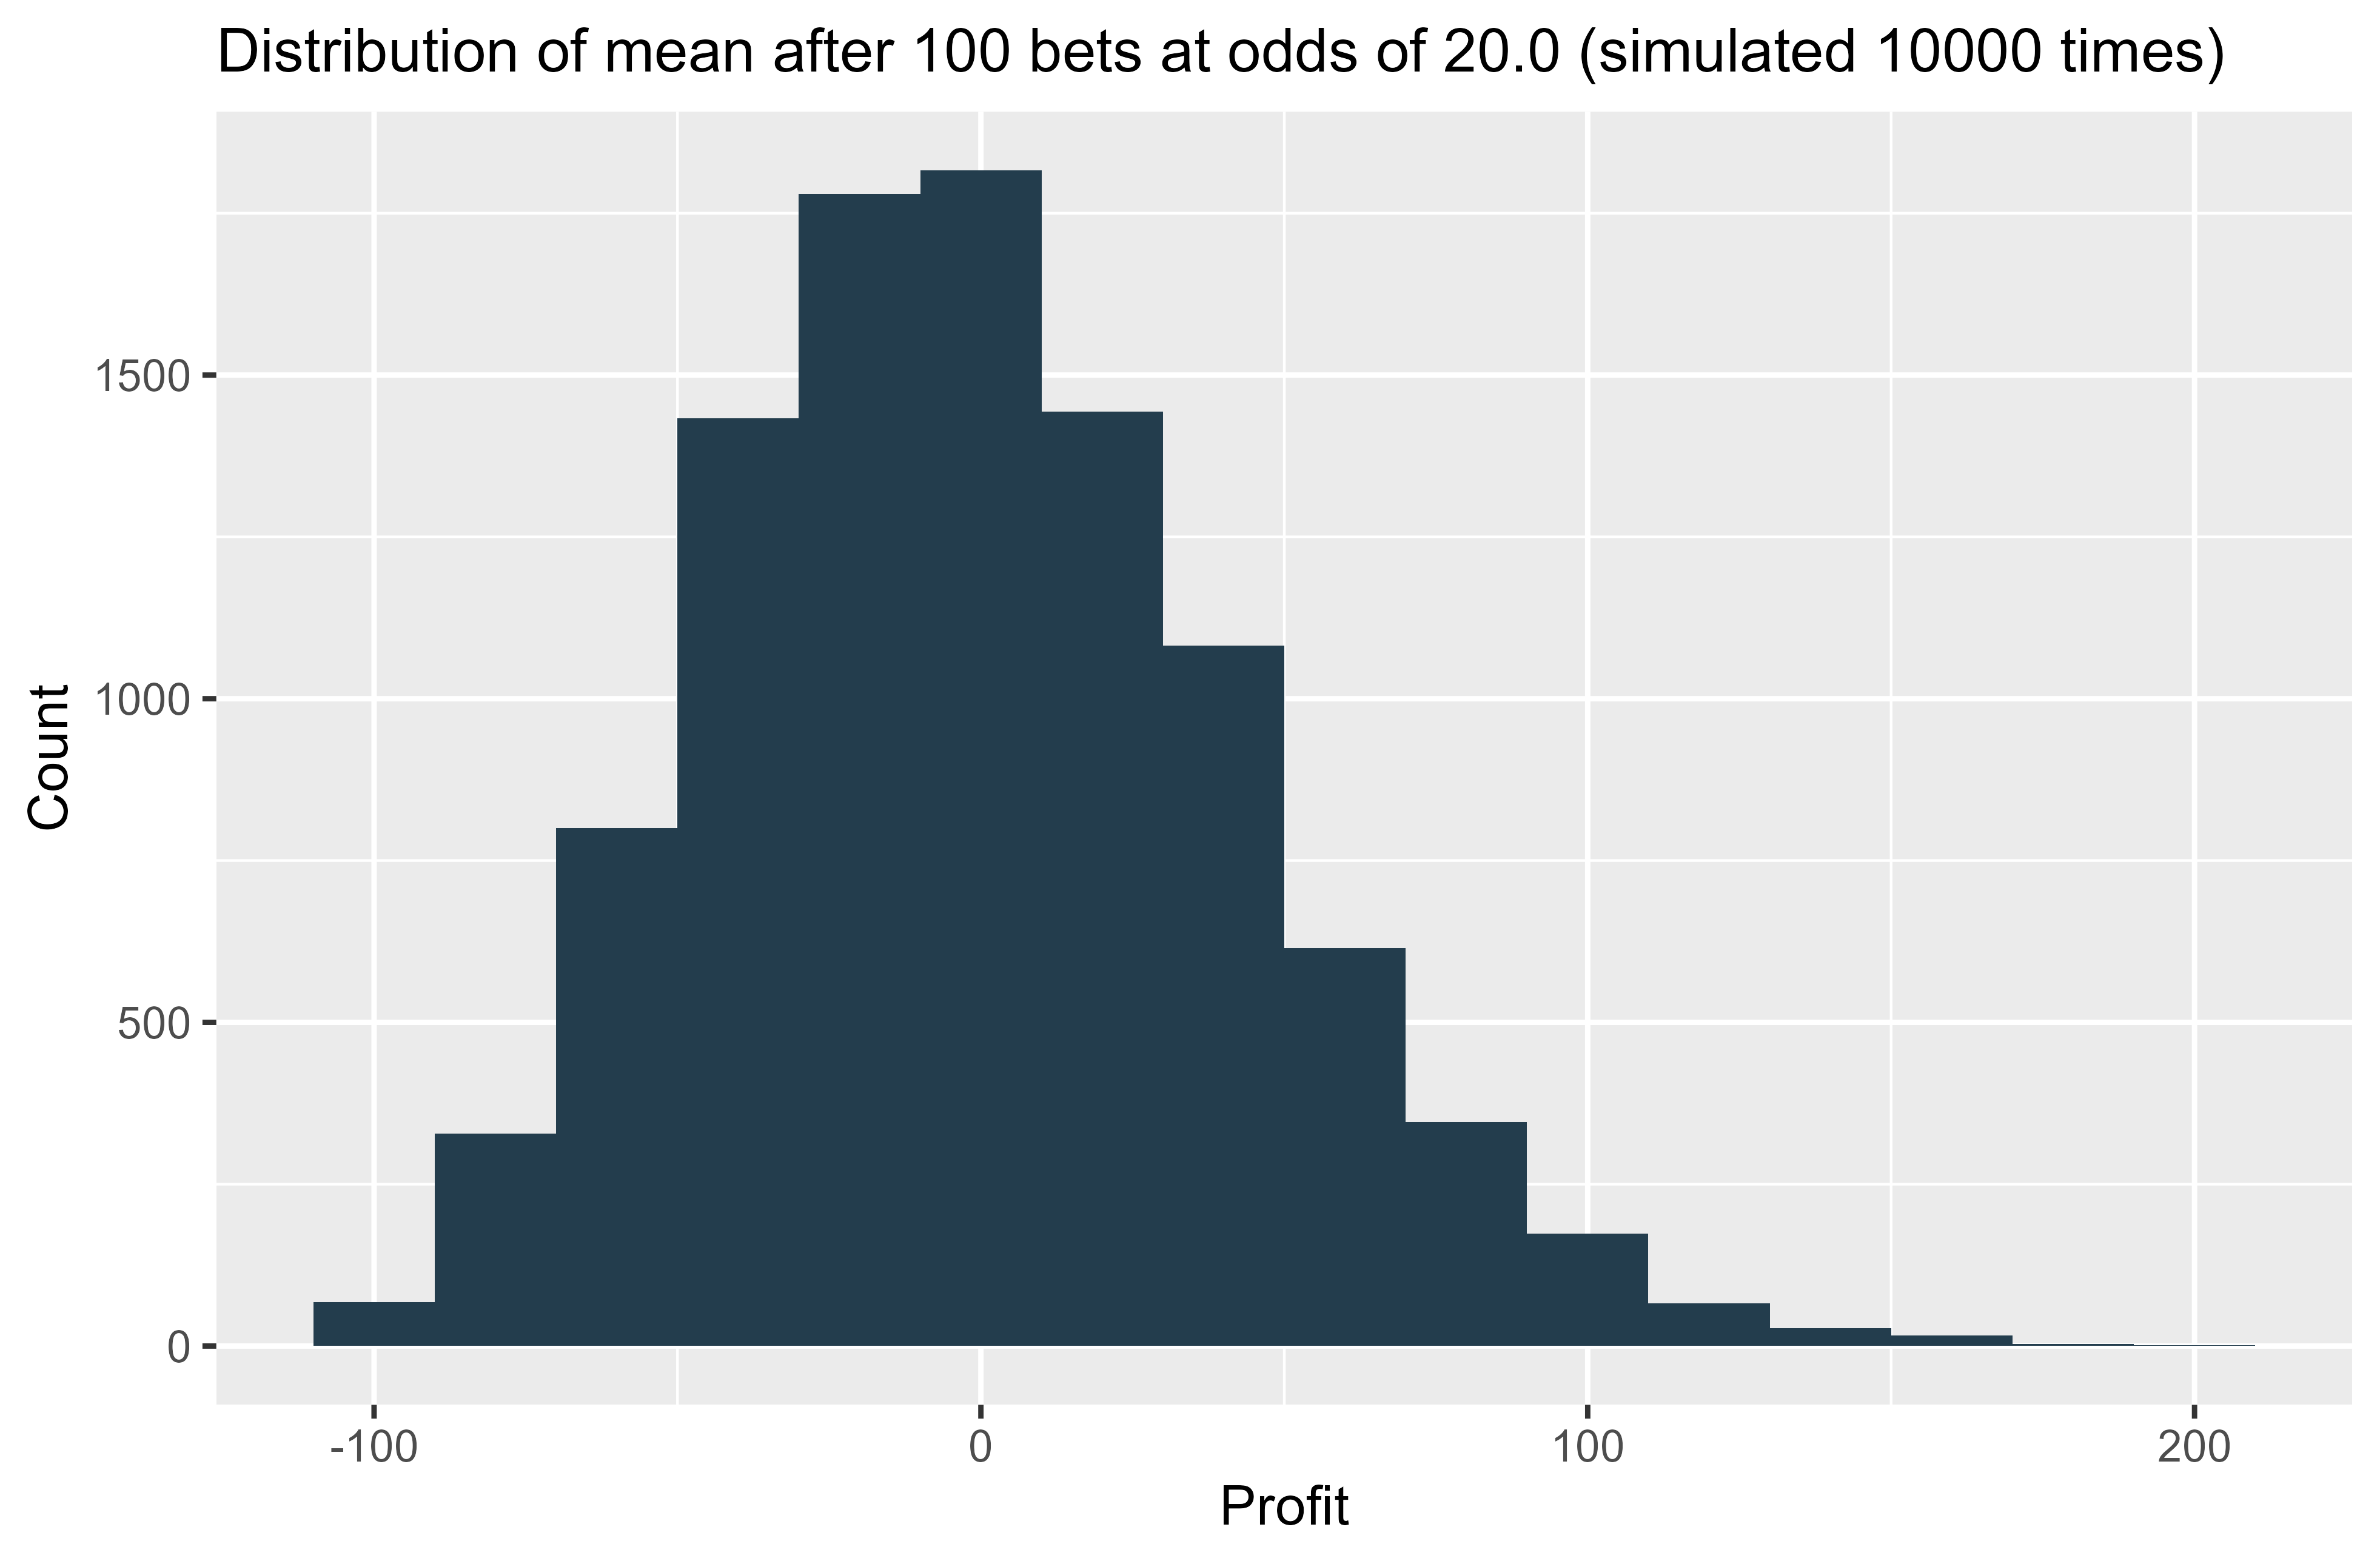 Distribution of mean after 100 bets at odds of 20.0 (simulated 10000 times)
Count
1500
1000
500
0
-100
0
100
200
Profit